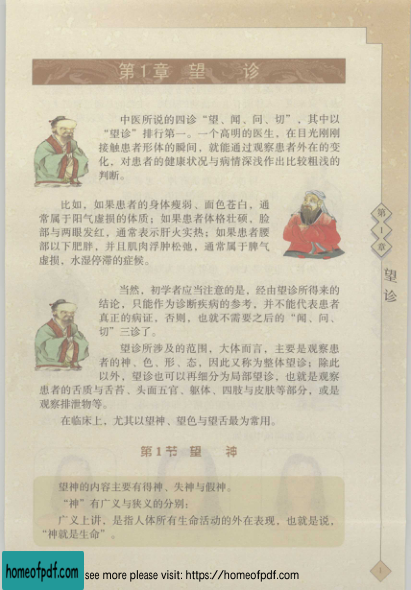 第1章 望 诊
中医所说的四诊“望、闻、问、切”，其中以
“望诊”排行第一。一个高明的医生，在目光刚刚
接触患者形体的瞬间，就能通过观察患者外在的变
化，对患者的健康状况与病情深浅作出比较粗浅的
判断。
比如，如果患者的身体瘦弱、面色苍白，通
常属于阳气虚损的体质；如果患者体格壮硕，脸
部与两眼发红，通常表示肝火实热；如果患者腰
部以下肥胖，并且肌肉浮肿松弛，通常属于脾气
虚损，水湿停滞的症候。
当然，初学者应当注意的是，经由望诊所得来的
结论，只能作为诊断疾病的参考，并不能代表患者
真正的病证，否则，也就不需要之后的“闻、问、
切”三诊了。
望诊所涉及的范围，大体而言，主要是观察患
者的神、色、形、态，因此又称为整体望诊；除此
以外，望诊也可以再细分为局部望诊，也就是观察
患者的舌质与舌苔、头面五官、躯体、四肢与皮肤等部分，或是
观察排泄物等。
在临床上，尤其以望神、望色与望舌最为常用。
第1节 望 神
望神的内容主要有得神、失神与假神。
“神”有广义与狭义的分别：
广义上讲，是指人体所有生命活动的外在表现，也就是说，
“神就是生命”。
第1章
望诊
1
homeofpdf.com
see more please visit: https://homeofpdf.com